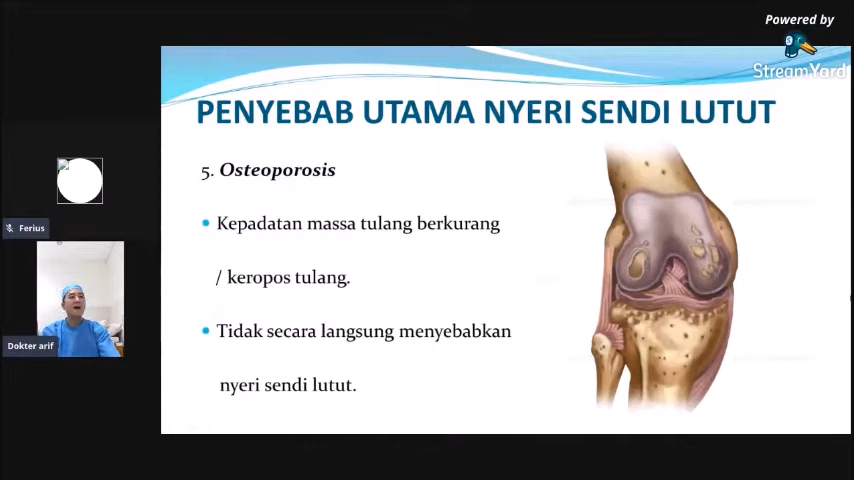 Powered by
StreamYard
PENYEBAB UTAMA NYERI SENDI LUTUT
5. Osteoporosis
Kepadatan massa tulang berkurang
/ keropos tulang.
Tidak secara langsung menyebabkan
nyeri sendi lutut.
Ferius
Dokter arif